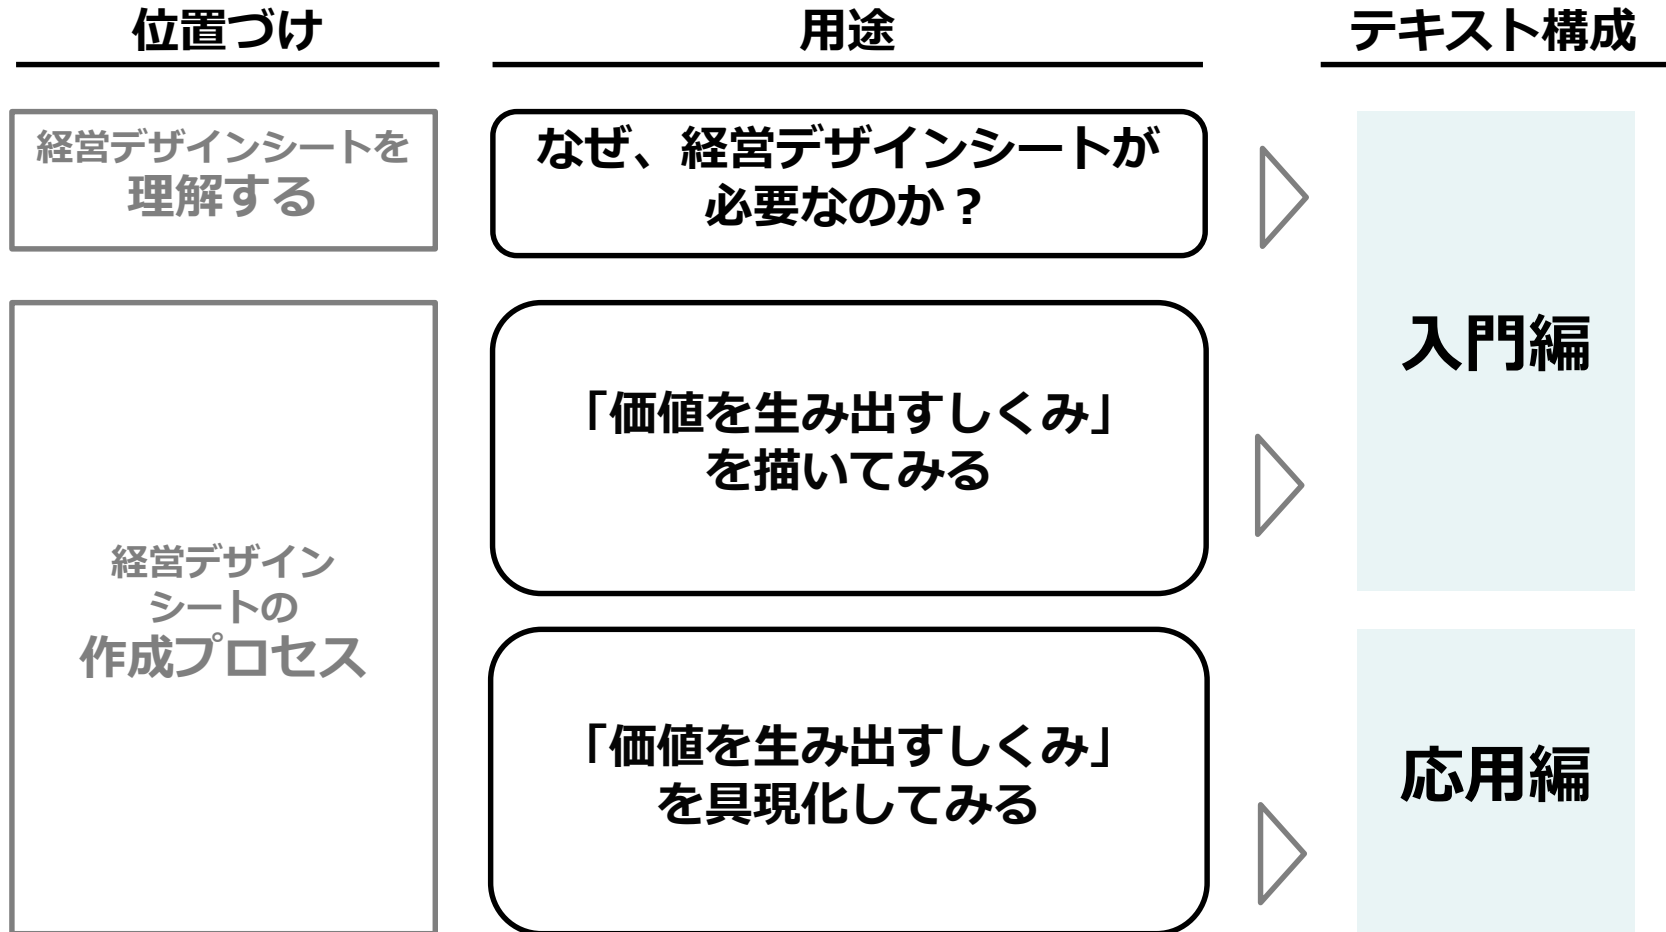 位置づけ
用途
テキスト構成
経営デザインシートを
理解する
なぜ、経営デザインシートが
必要なのか？
「価値を生み出すしくみ」
を描いてみる
入門編
経営デザイン
シートの
作成プロセス
「価値を生み出すしくみ」
を具現化してみる
応用編